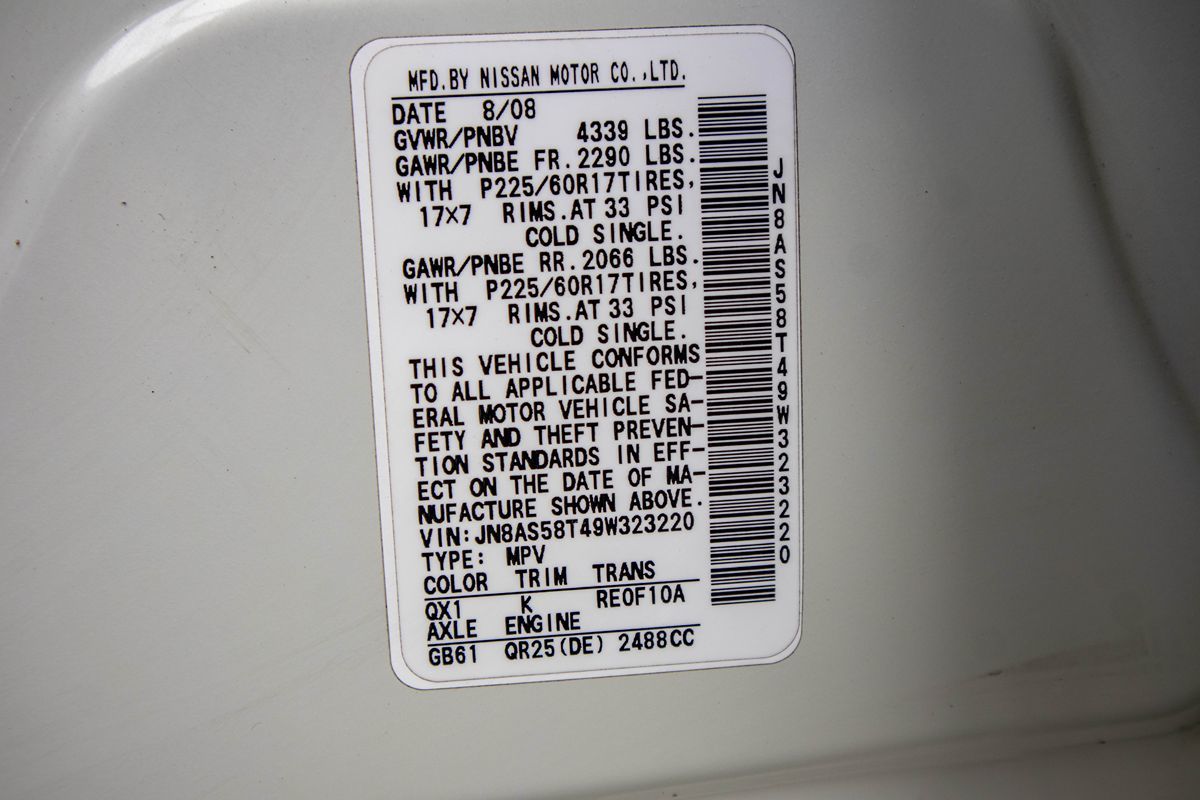 MFD.BY NISSAN MOTOR CO.,LTD.
DATE 8/08
GVWR/PNBV 4339 LBS.
GAWR/PNBE FR.2290 LBS.
WITH P225/60R17TIRES,
17X7 RIMS.AT 33 PSI
COLD SINGLE.
GAWR/PNBE RR.2066 LBS.
WITH P225/60R17TIRES,
17X7 RIMS.AT 33 PSI
COLD SINGLE.
THIS VEHICLE CONFORMS
TO ALL APPLICABLE FED-
ERAL MOTOR VEHICLE SA-
FETY AND THEFT PREVEN-
TION STANDARDS IN EFF-
ECT ON THE DATE OF MA-
NUFACTURE SHOWN ABOVE.
VIN:JN8AS58T49W323220
TYPE: MPV
COLOR TRIM TRANS
QX1 K RE0F10A
AXLE ENGINE
GB61 QR25(DE) 2488CC
JN8AS58T49W323220